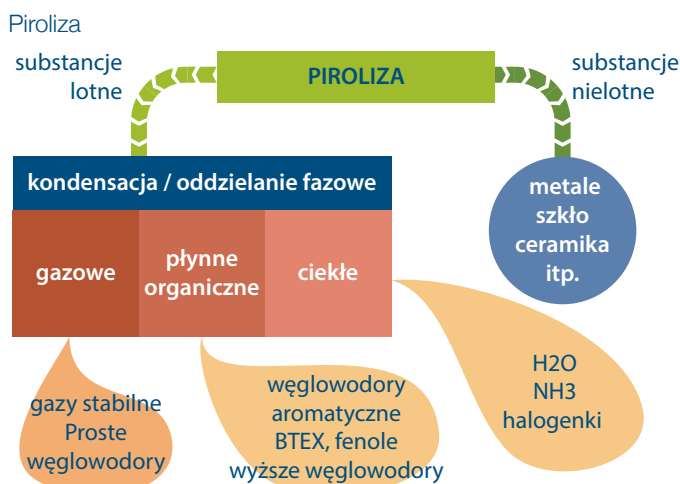 Piroliza
substancje
lotne
PIROLIZA
substancje
nielotne
kondensacja / oddzielanie fazowe
gazowe
płynne
organiczne
ciekłe
metale
szkło
ceramika
itp.
gazy stabilne
Proste
węglowodory
węglowodory
aromatyczne
BTEX, fenole
wyższe węglowodory
H2O
NH3
halogenki